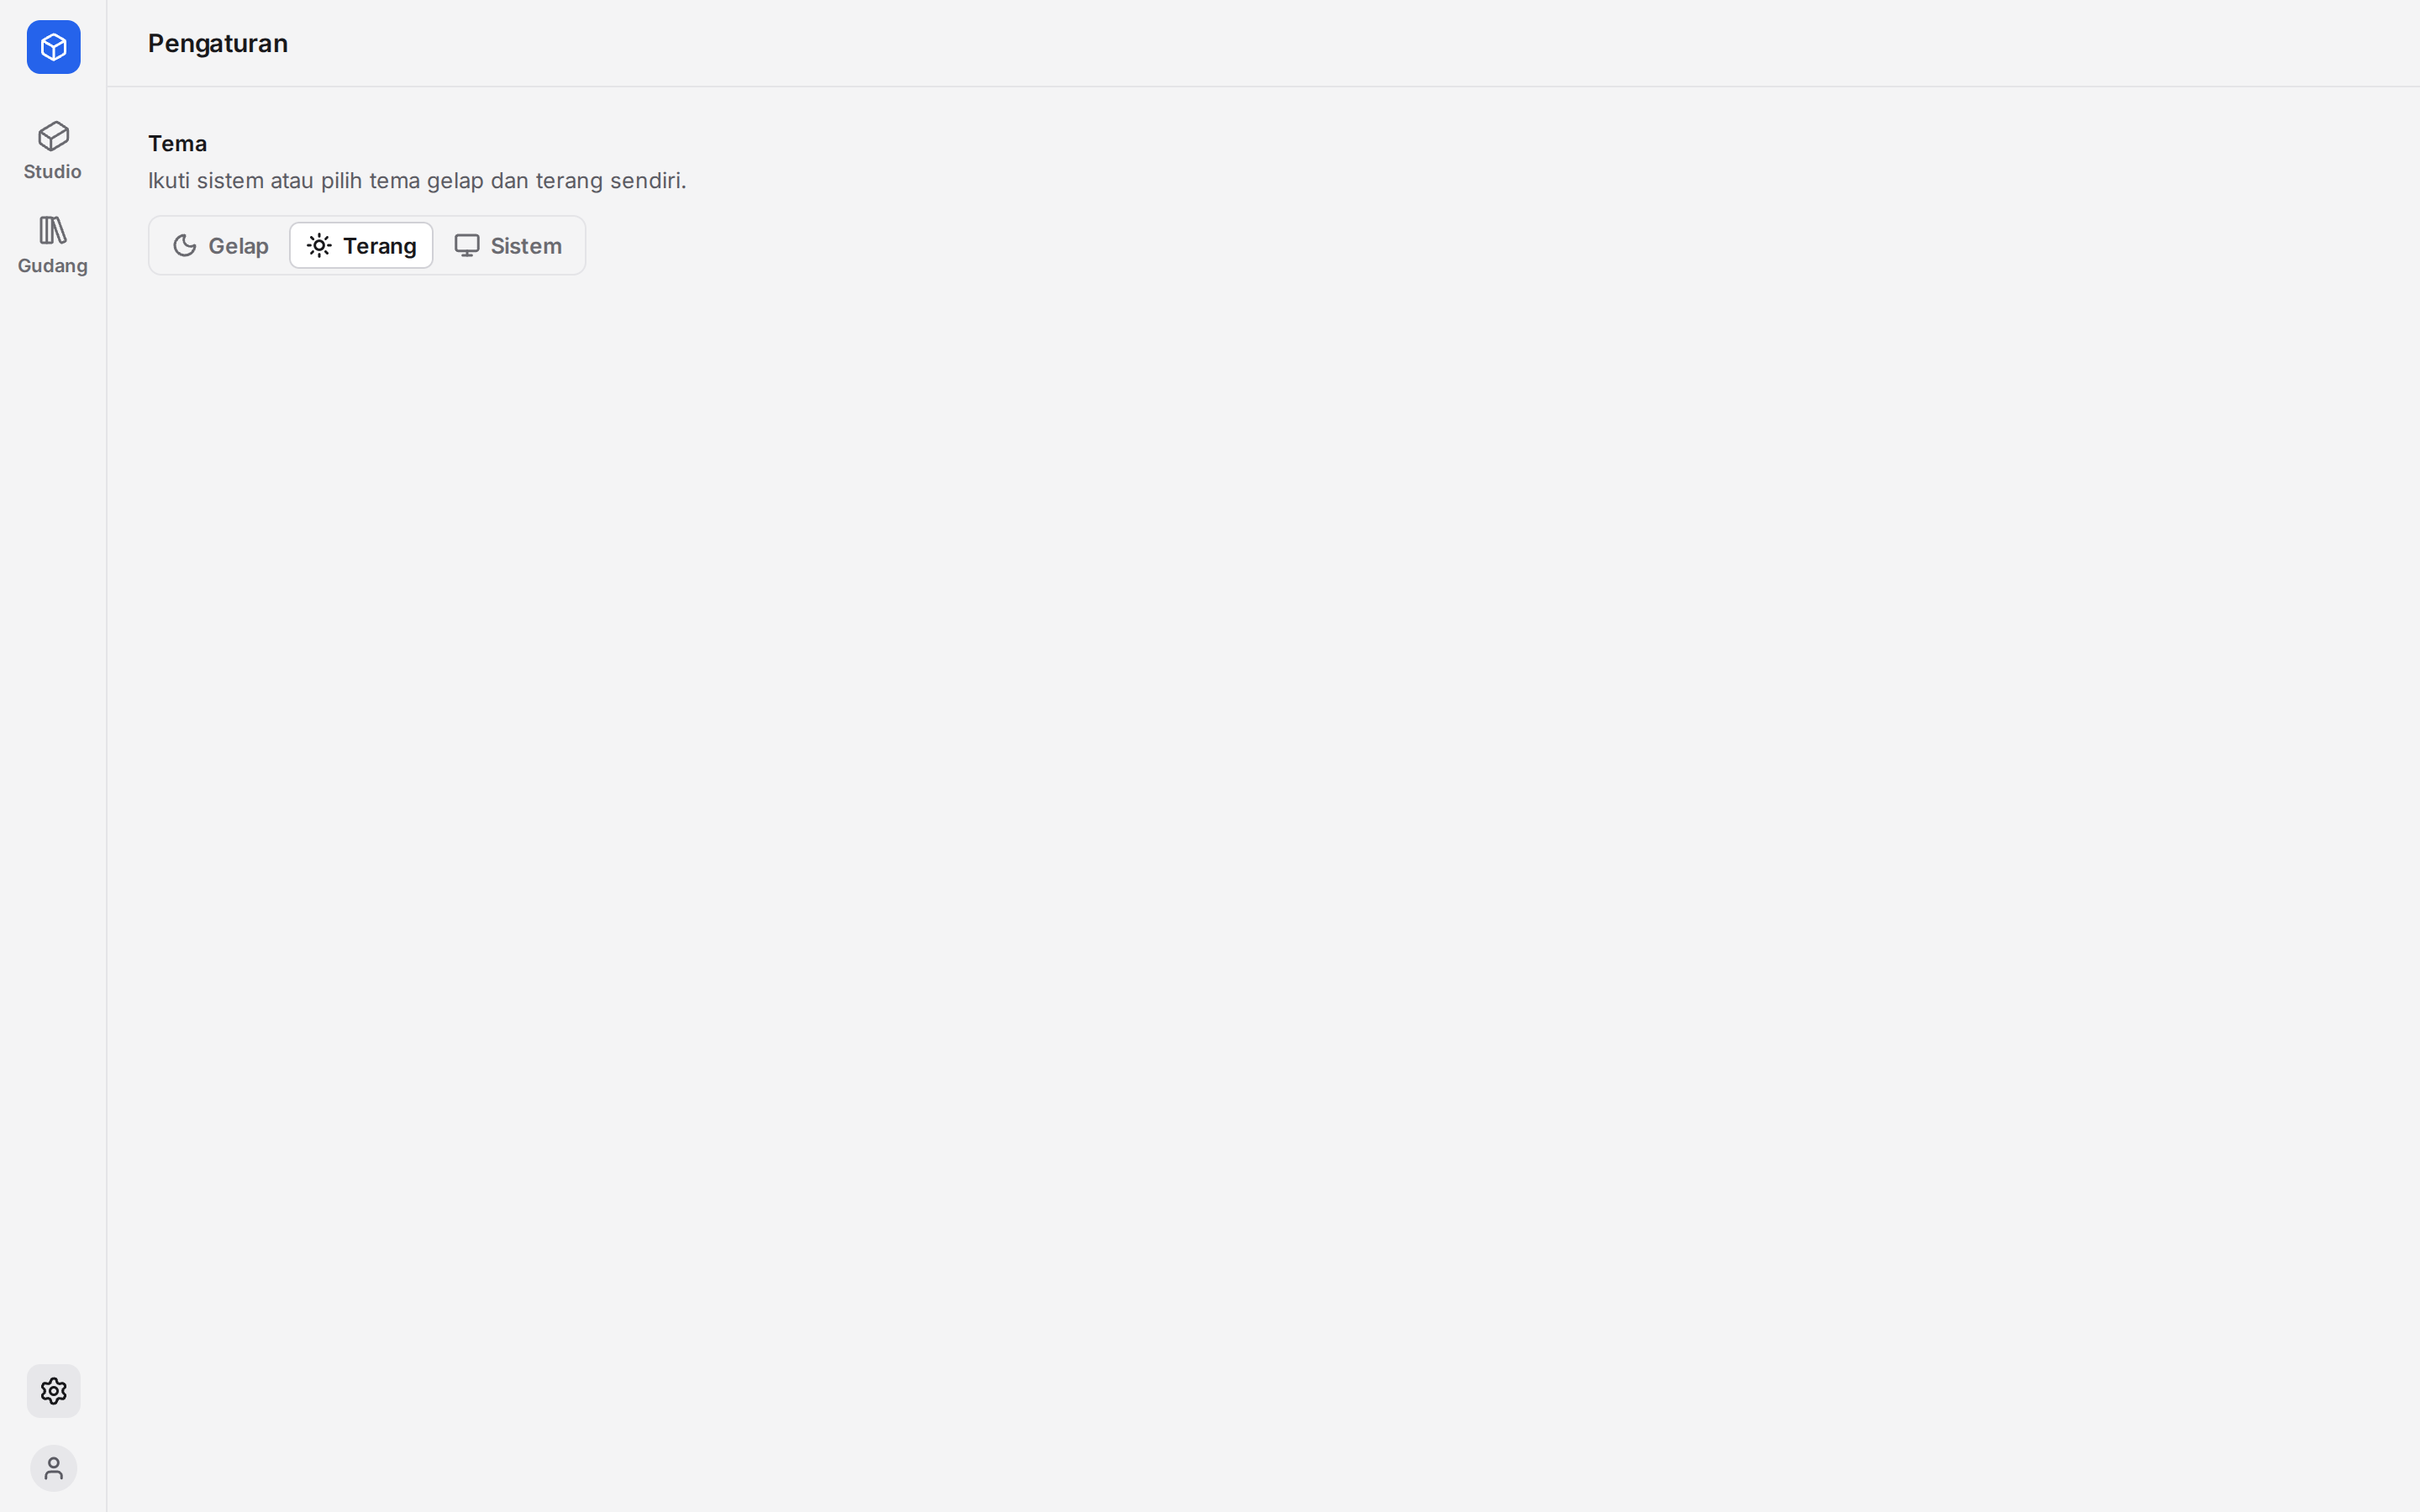 Pengaturan
Studio
Gudang
Tema
Ikuti sistem atau pilih tema gelap dan terang sendiri.
Gelap Terang Sistem